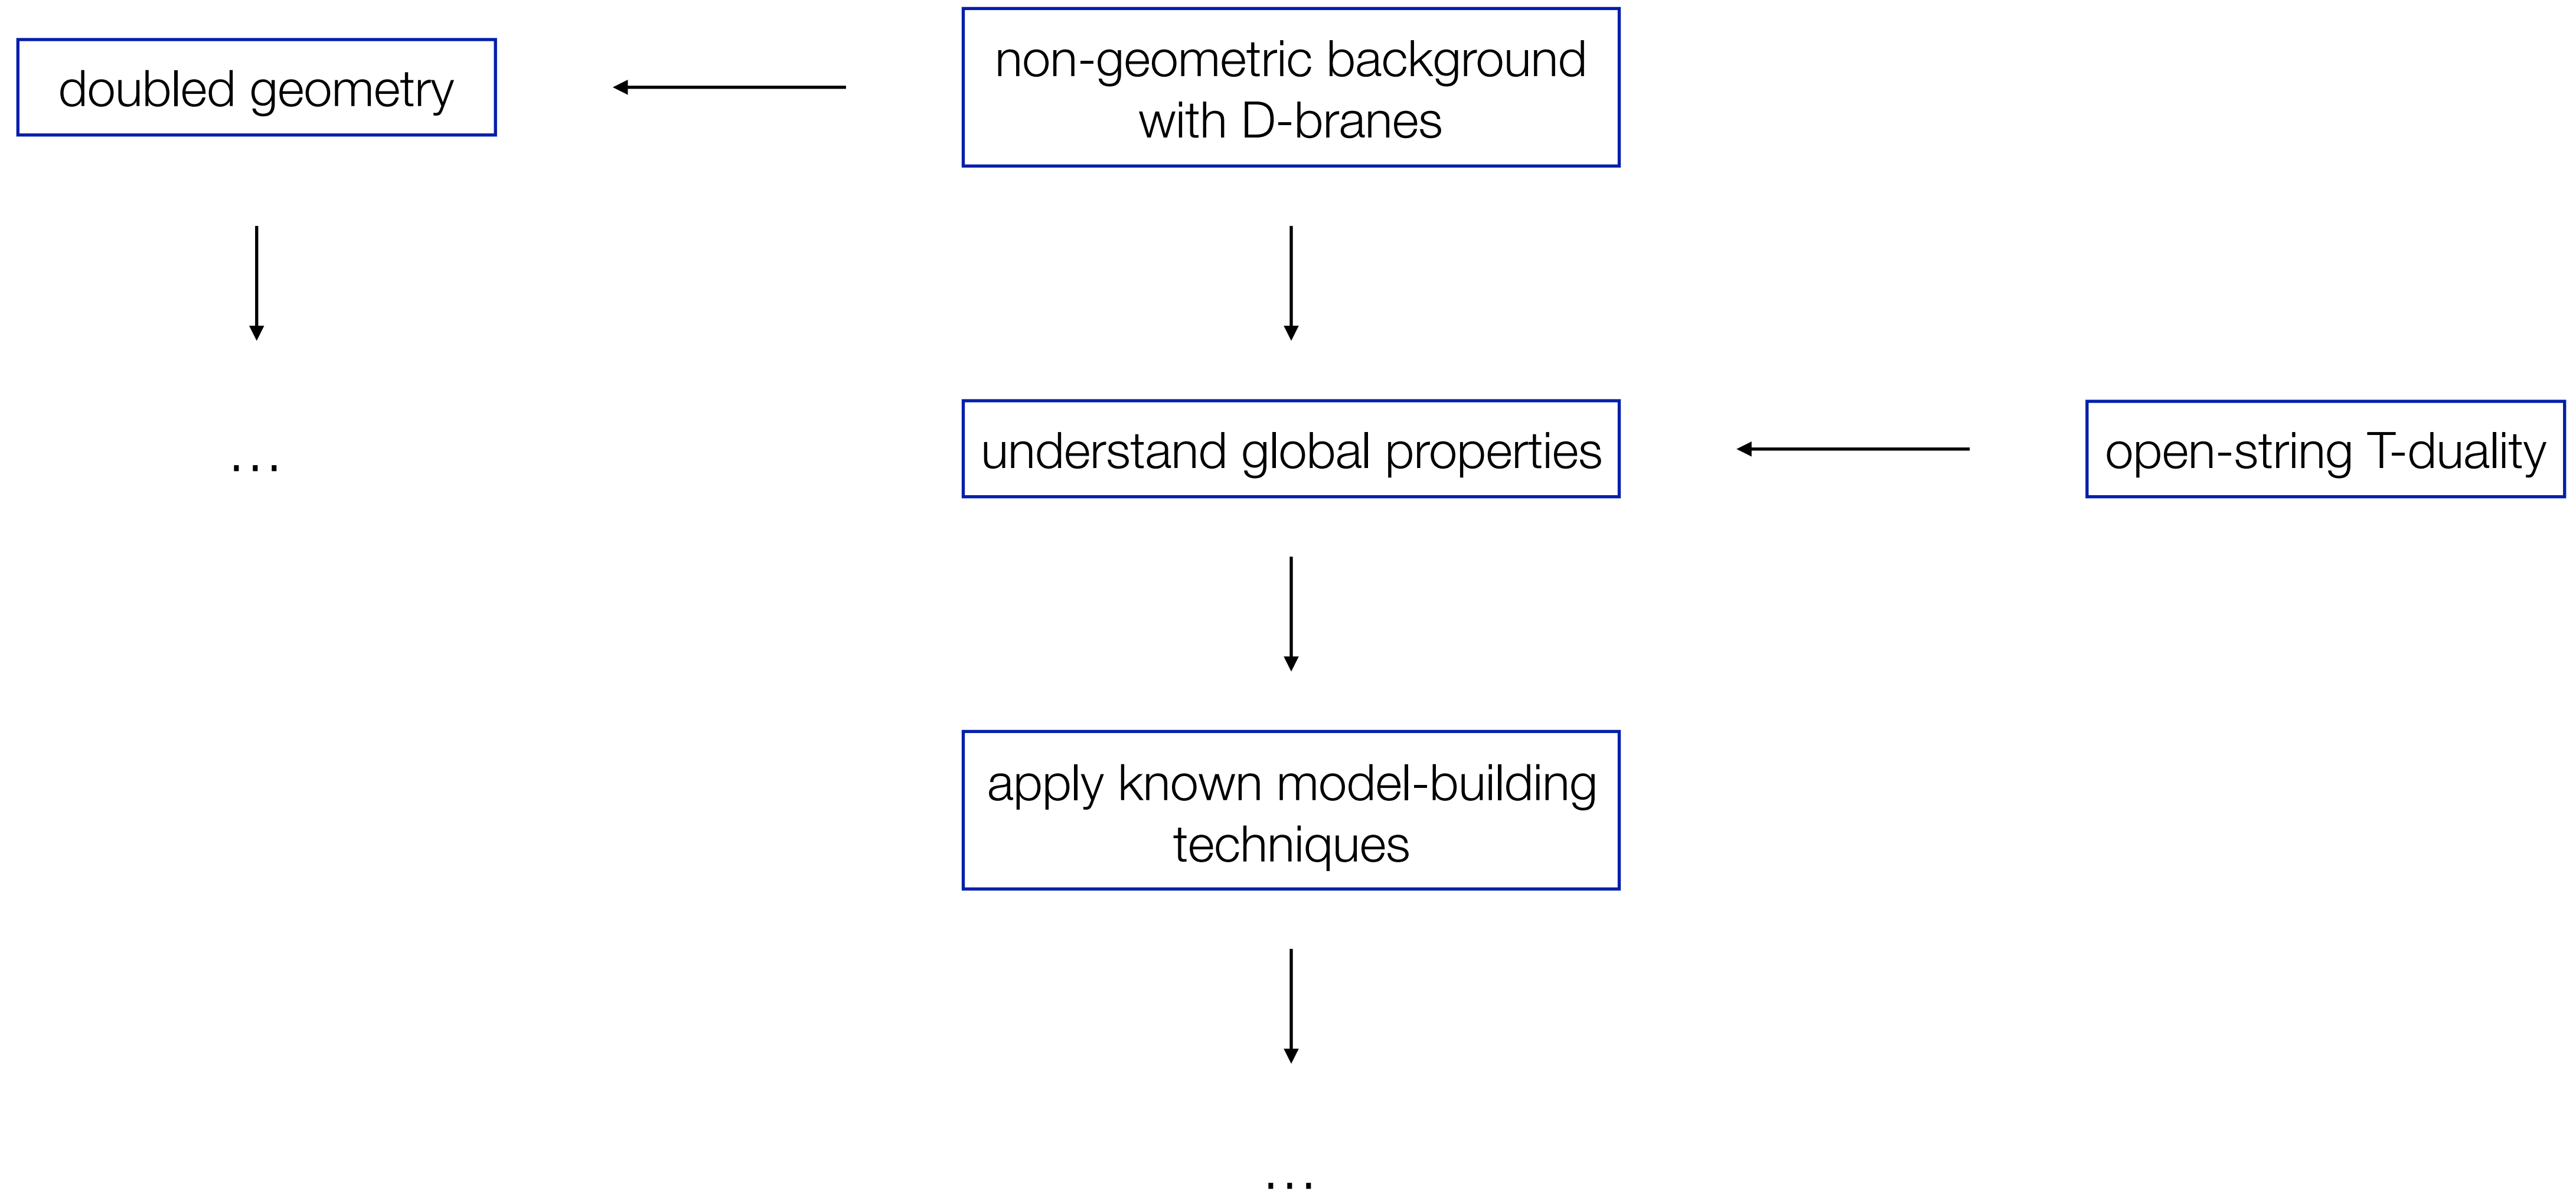 doubled geometry
non-geometric background
with D-branes
...
understand global properties
open-string T-duality
apply known model-building
techniques
...